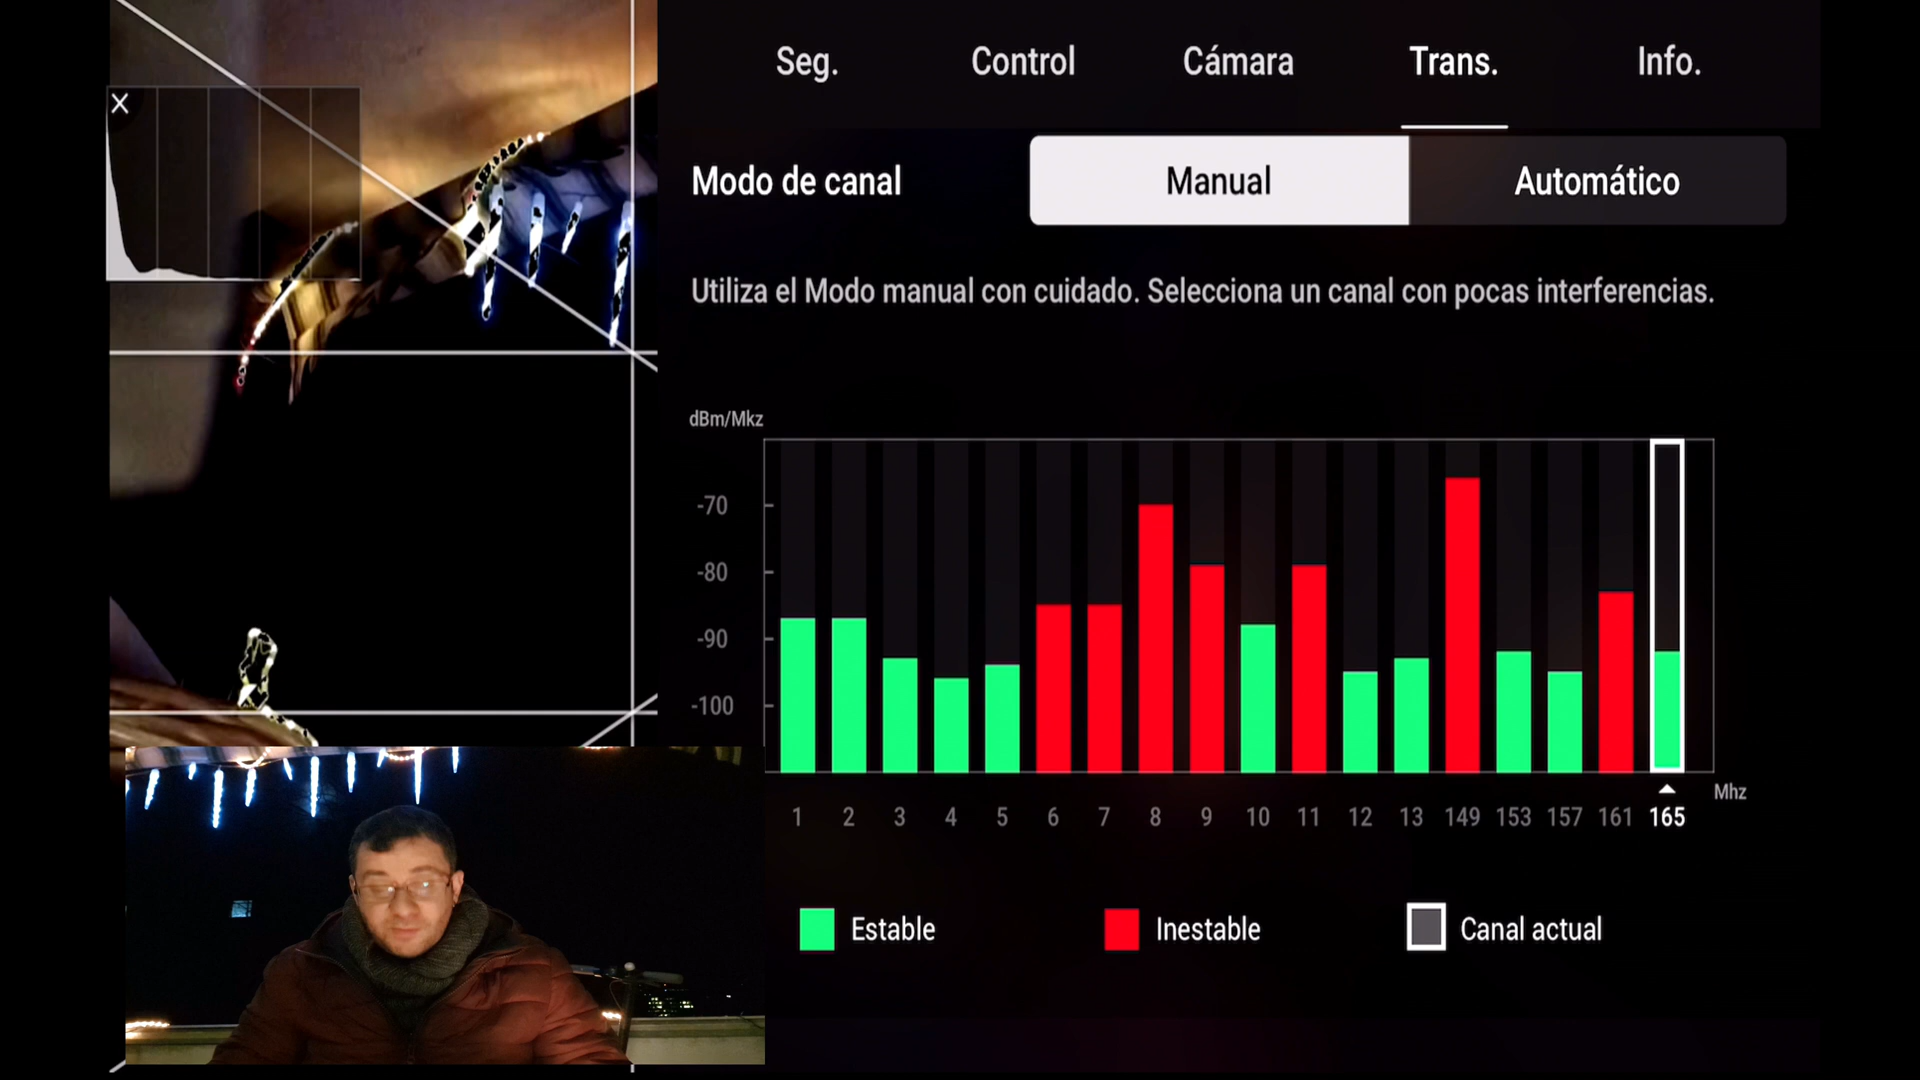 Seg. Control Cámara Trans. Info.
Modo de canal Manual Automático
Utiliza el Modo manual con cuidado. Selecciona un canal con pocas interferencias.
dBm/Mkz
-70
-80
-90
-100
Mhz
1 2 3 4 5 6 7 8 9 10 11 12 13 149 153 157 161 165
Estable Inestable Canal actual